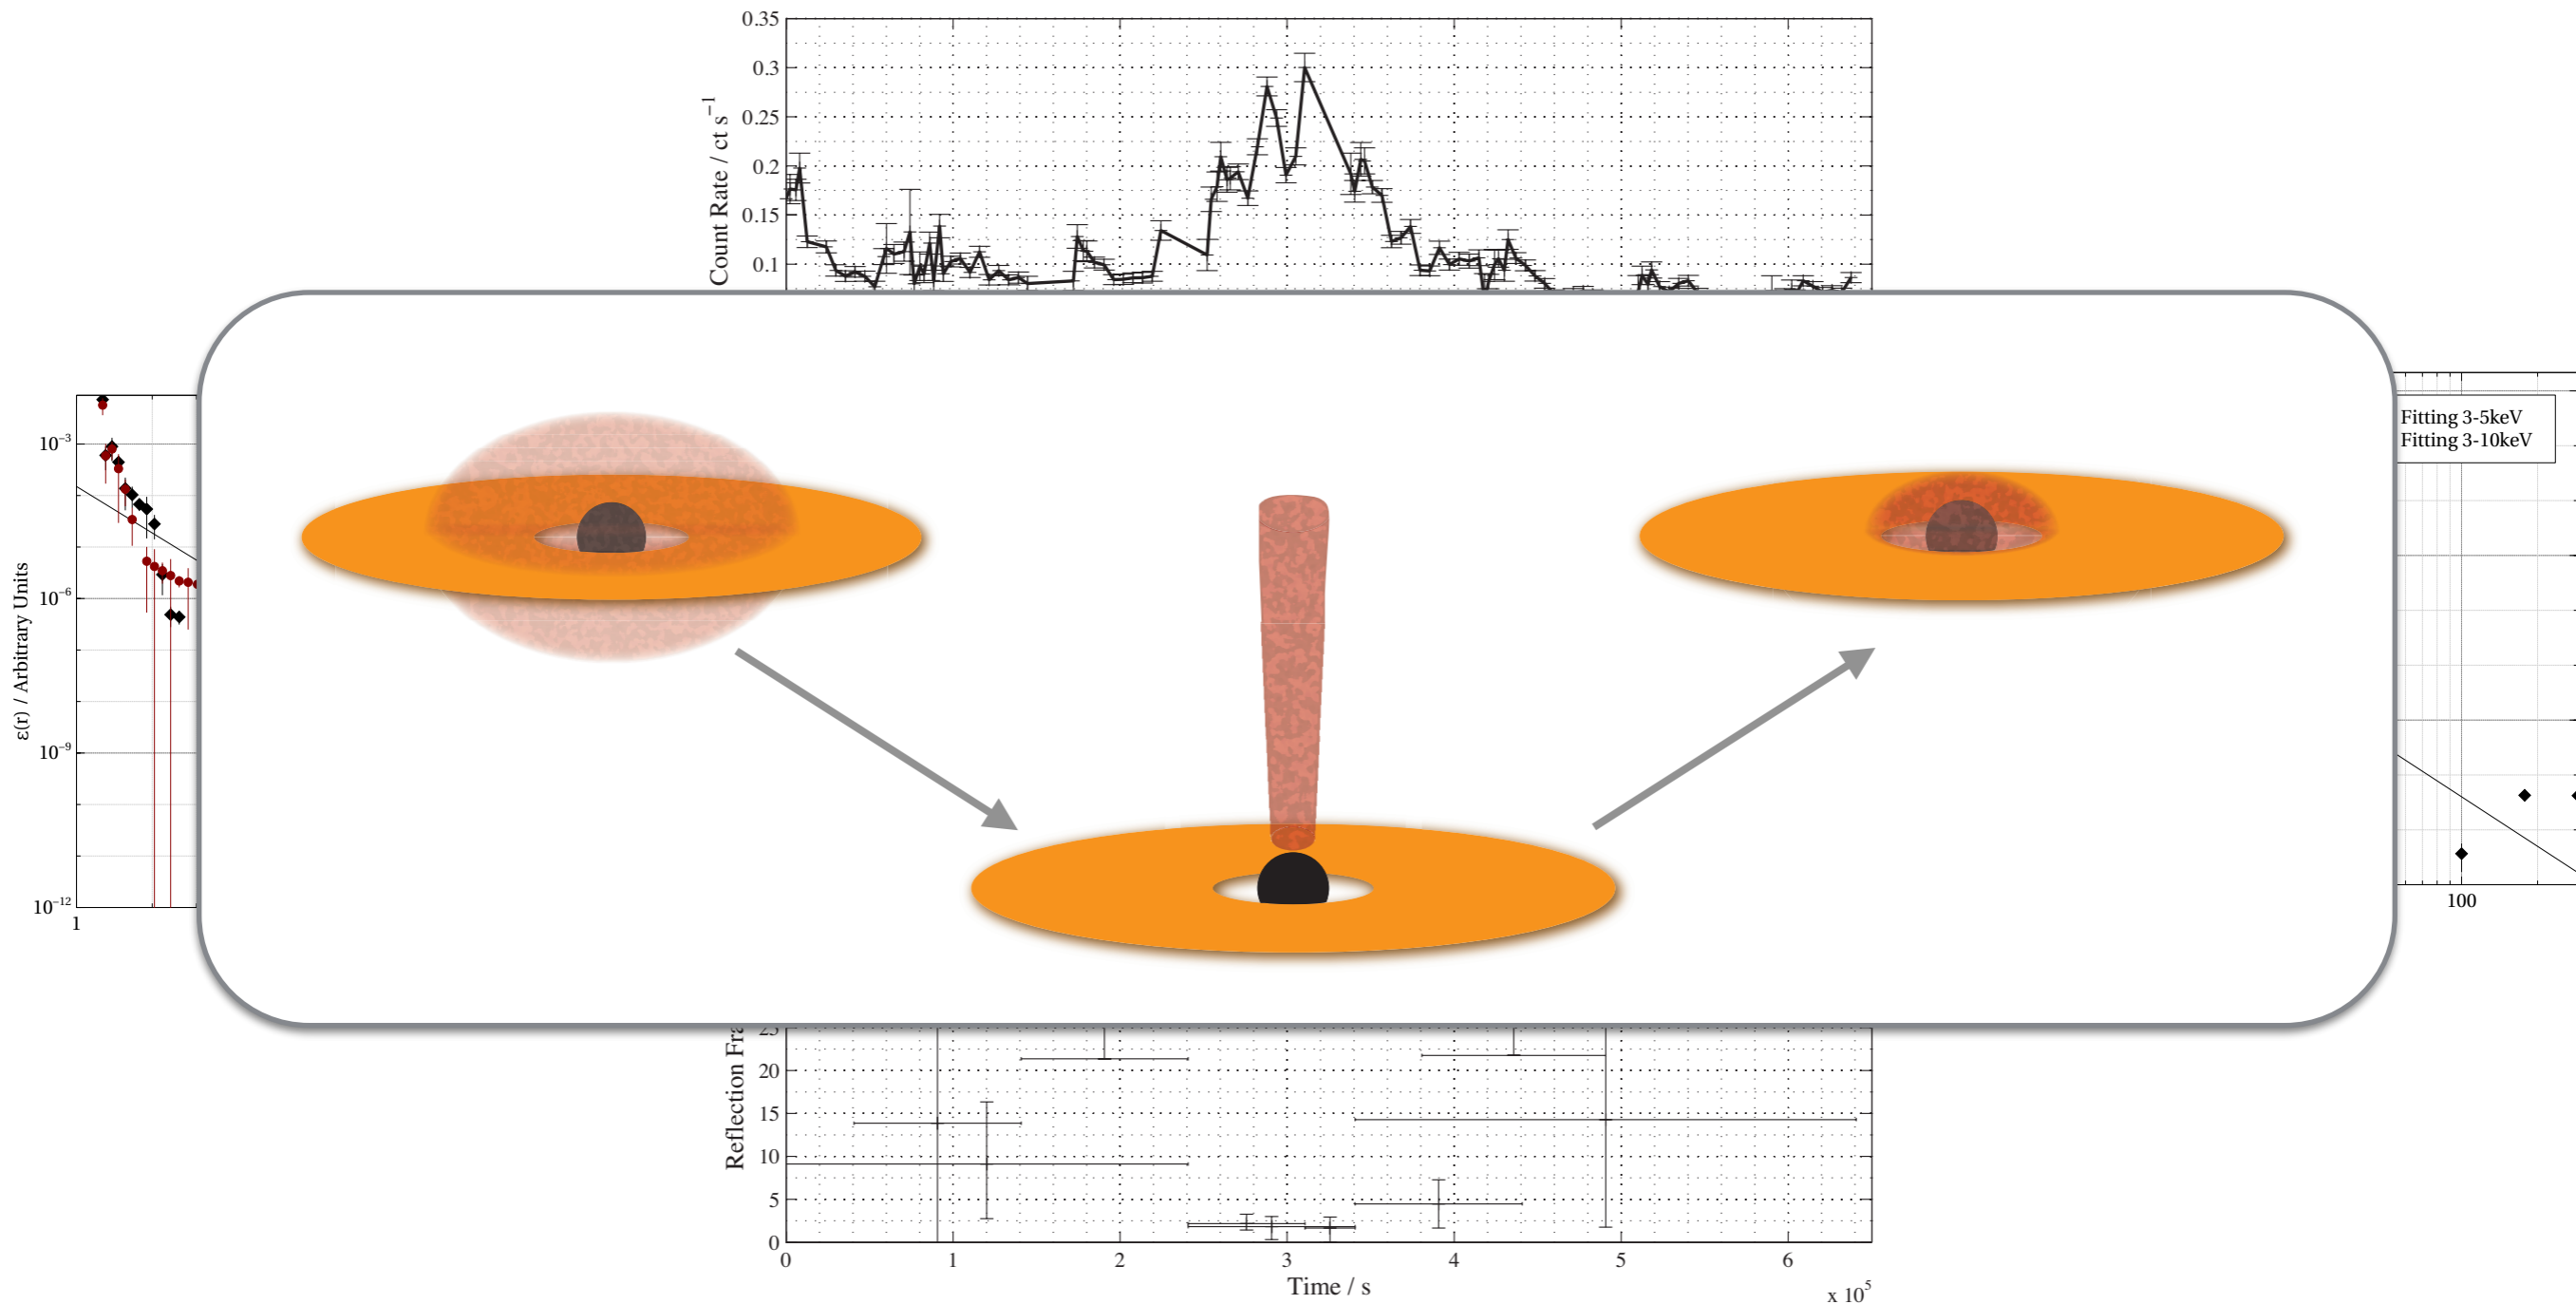 0.35
0.3
0.25
0.2
0.15
0.1
Count Rate / ct s⁻¹
10⁻³
10⁻⁶
10⁻⁹
10⁻¹²
1
ε(r) / Arbitrary Units
Fitting 3-5keV
Fitting 3-10keV
100
25
20
15
10
5
0
Reflection
0 1 2 3 4 5 6
Time / s
x 10⁵